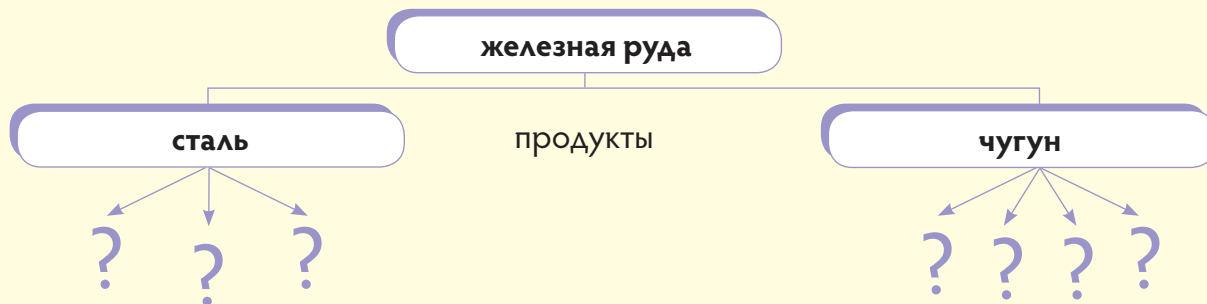 железная руда
сталь
продукты
чугун
? ? ?
? ? ? ?